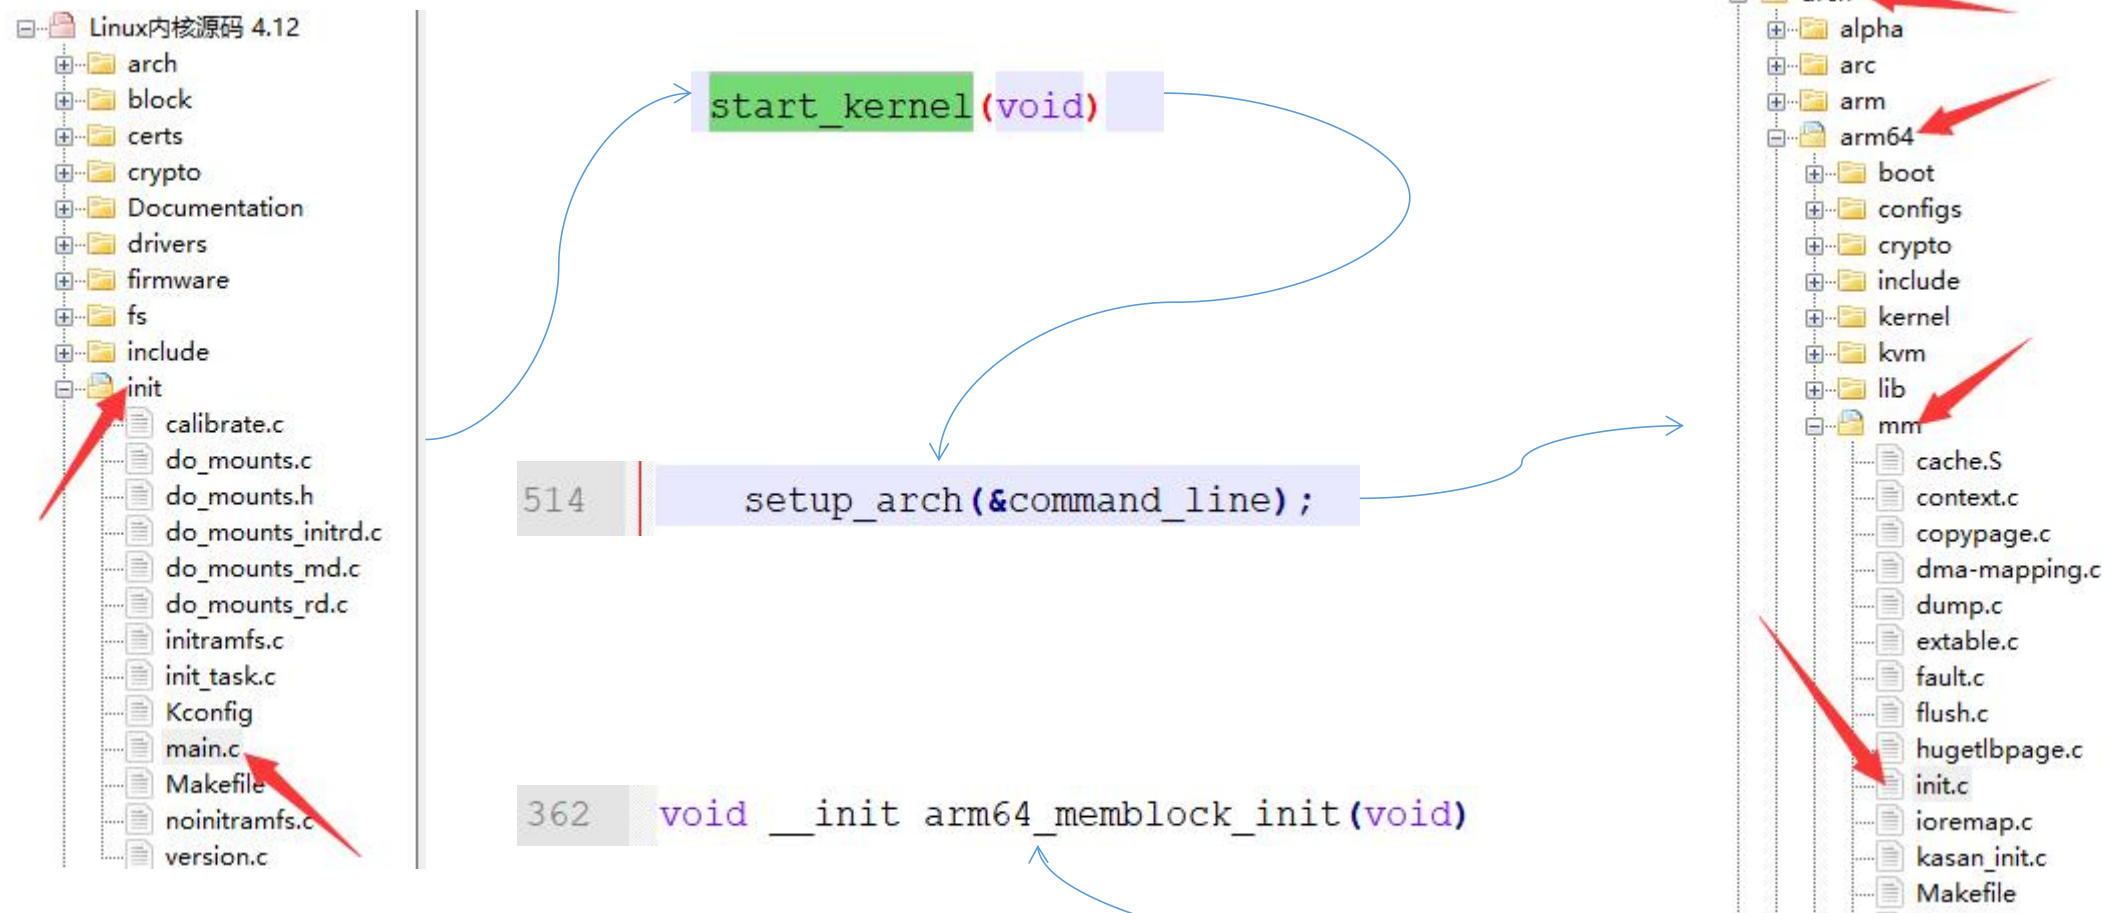 Linux内核源码 4.12
arch
block
certs
crypto
Documentation
drivers
firmware
fs
include
init
calibrate.c
do_mounts.c
do_mounts.h
do_mounts_initrd.c
do_mounts_md.c
do_mounts_rd.c
initramfs.c
init_task.c
Kconfig
main.c
Makefile
noinitramfs.c
version.c
start_kernel(void)
514 setup_arch(&command_line);
362 void __init arm64_memblock_init(void)
alpha
arc
arm
arm64
boot
configs
crypto
include
kernel
kvm
lib
mm
cache.S
context.c
copypage.c
dma-mapping.c
dump.c
extable.c
fault.c
flush.c
hugetlbpage.c
init.c
ioremap.c
kasan_init.c
Makefile